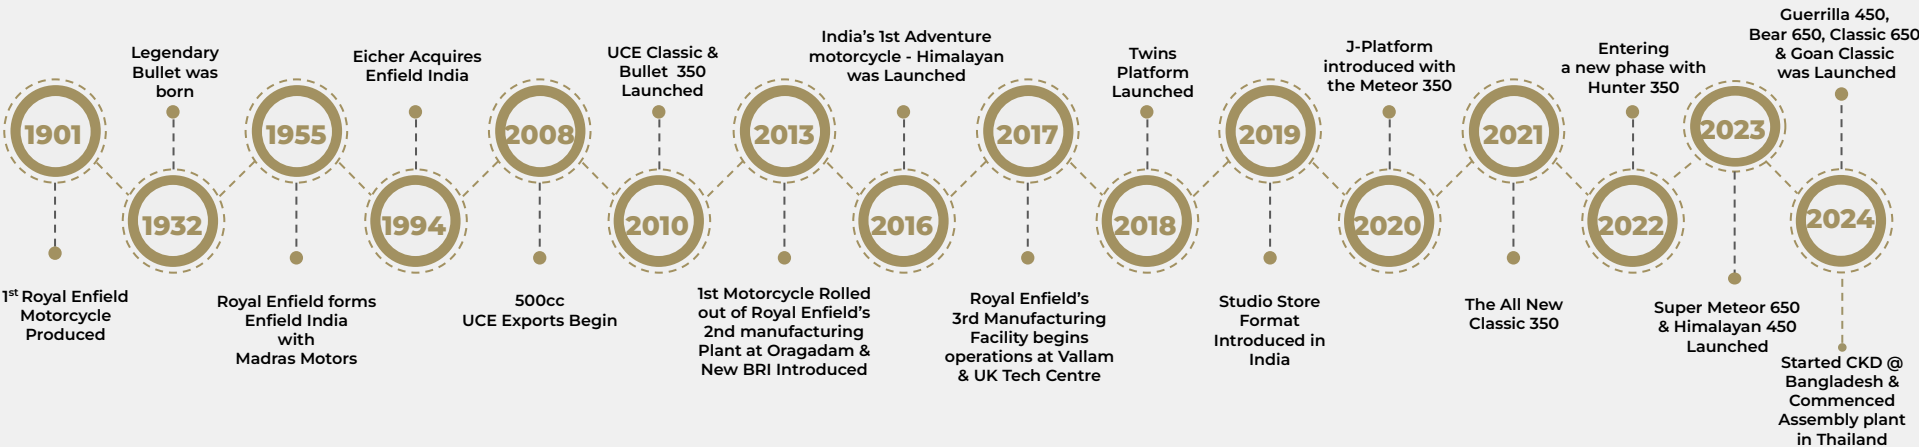 1901
1st Royal Enfield
Motorcycle
Produced
Legendary
Bullet was
born
1932
1955
Royal Enfield forms
Enfield India
with
Madras Motors
Eicher Acquires
Enfield India
1994
2008
500cc
UCE Exports Begin
UCE Classic &
Bullet 350
Launched
2010
2013
1st Motorcycle Rolled
out of Royal Enfield's
2nd manufacturing
Plant at Oragadam &
New BRI Introduced
India's 1st Adventure
motorcycle - Himalayan
was Launched
2016
2017
Royal Enfield's
3rd Manufacturing
Facility begins
operations at Vallam
& UK Tech Centre
Twins
Platform
Launched
2018
2019
Studio Store
Format
Introduced in
India
J-Platform
introduced with
the Meteor 350
2020
2021
The All New
Classic 350
Entering
a new phase with
Hunter 350
2022
2023
Super Meteor 650
& Himalayan 450
Launched
Guerrilla 450,
Bear 650, Classic 650
& Goan Classic
was Launched
2024
Started CKD @
Bangladesh &
Commenced
Assembly plant
in Thailand